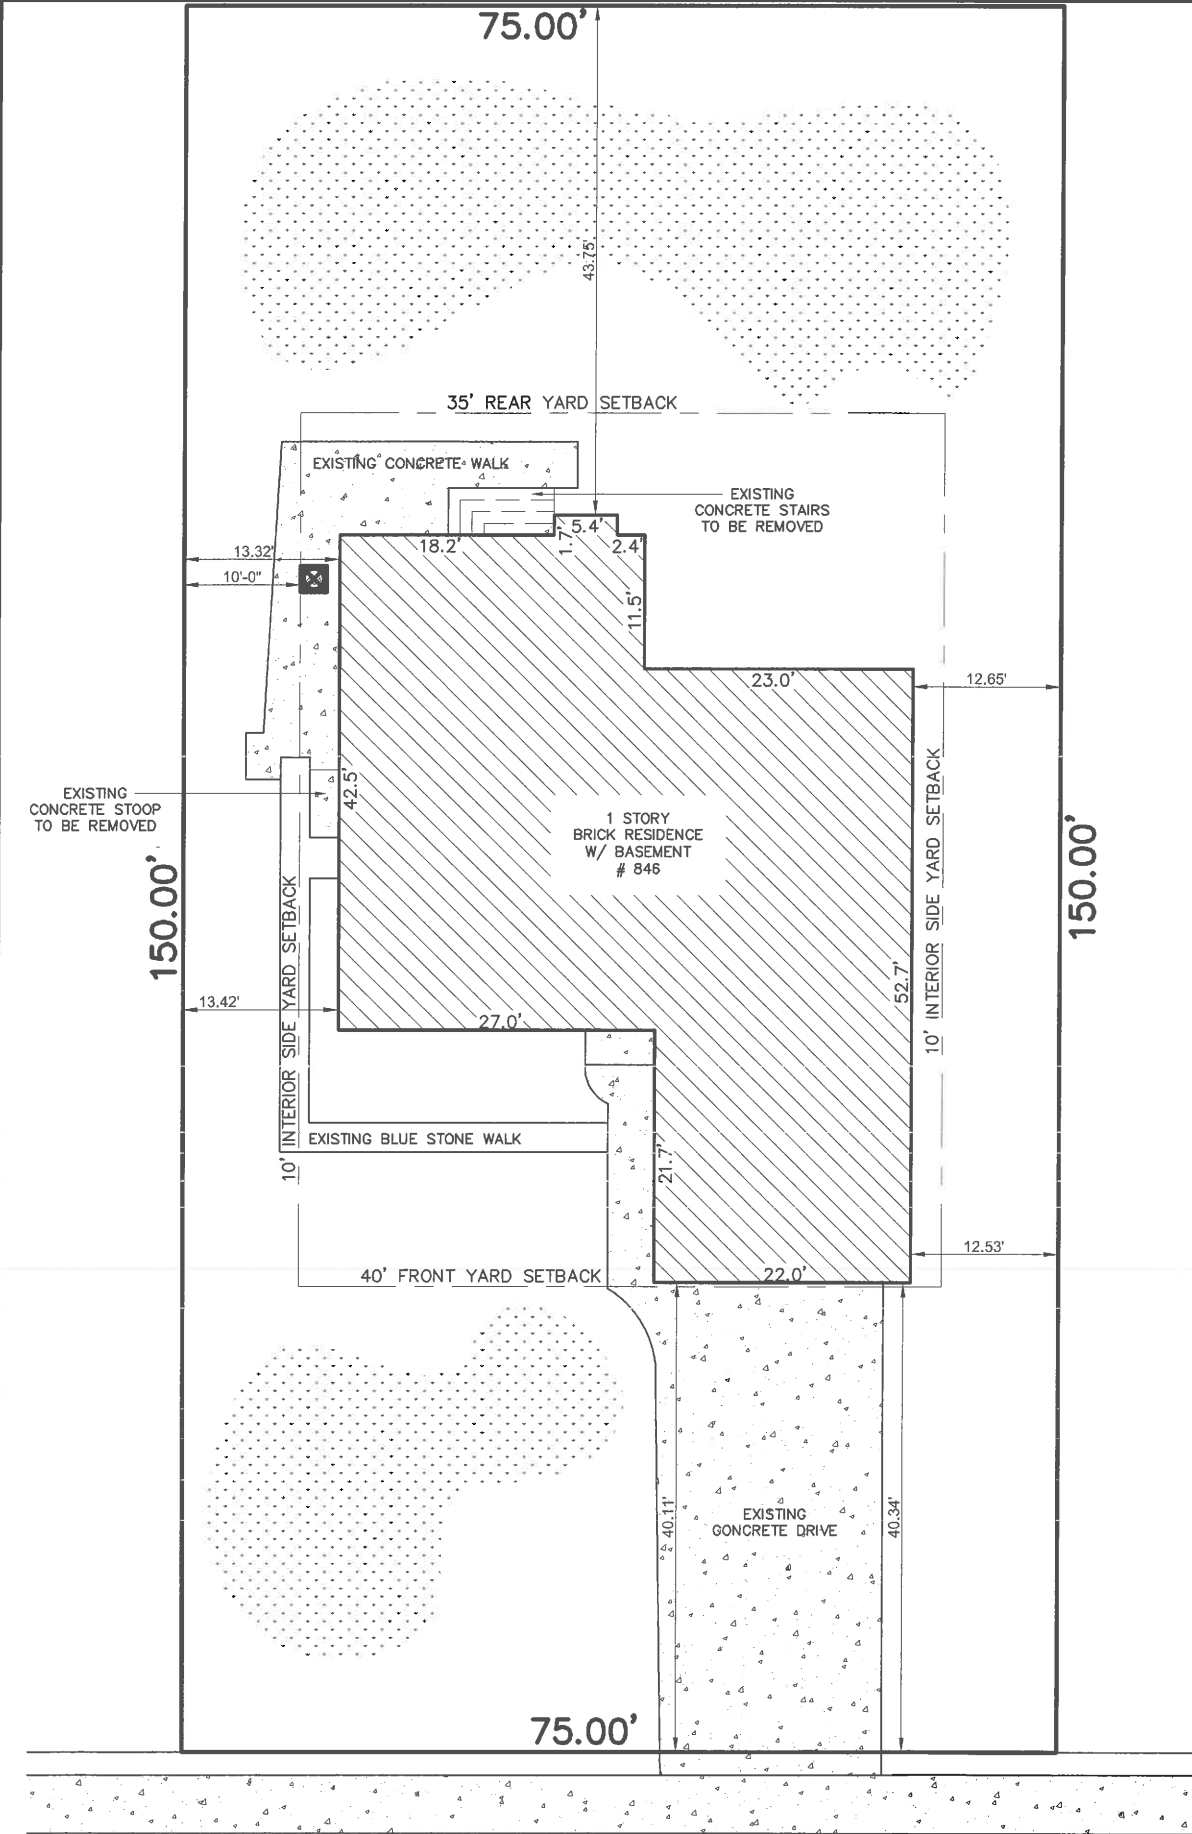 75.00'
43.75'
35' REAR YARD SETBACK
EXISTING CONCRETE WALK
EXISTING
CONCRETE STAIRS
TO BE REMOVED
5.4'
1.7'
18.2'
2.4'
13.32'
10'-0"
11.5'
23.0'
12.65'
EXISTING
CONCRETE STOOP
TO BE REMOVED
42.5'
1 STORY
BRICK RESIDENCE
W/ BASEMENT
# 846
10' INTERIOR SIDE YARD SETBACK
150.00'
150.00'
10' INTERIOR SIDE YARD SETBACK
52.7'
13.42'
27.0'
EXISTING BLUE STONE WALK
21.7'
12.53'
40' FRONT YARD SETBACK
22.0'
40.11'
EXISTING
CONCRETE DRIVE
40.34'
75.00'